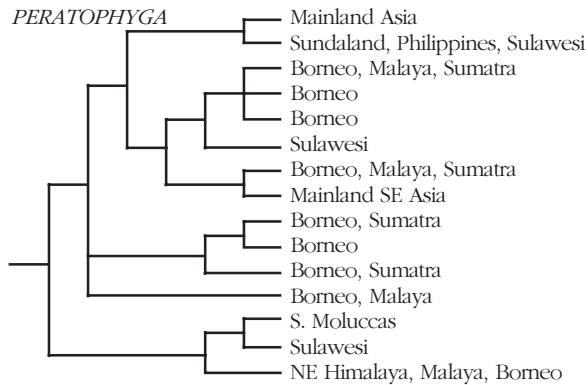 PERATOPHYGA
Mainland Asia
Sundaland, Philippines, Sulawesi
Borneo, Malaya, Sumatra
Borneo
Borneo
Sulawesi
Borneo, Malaya, Sumatra
Mainland SE Asia
Borneo, Sumatra
Borneo
Borneo, Sumatra
Borneo, Malaya
S. Moluccas
Sulawesi
NE Himalaya, Malaya, Borneo